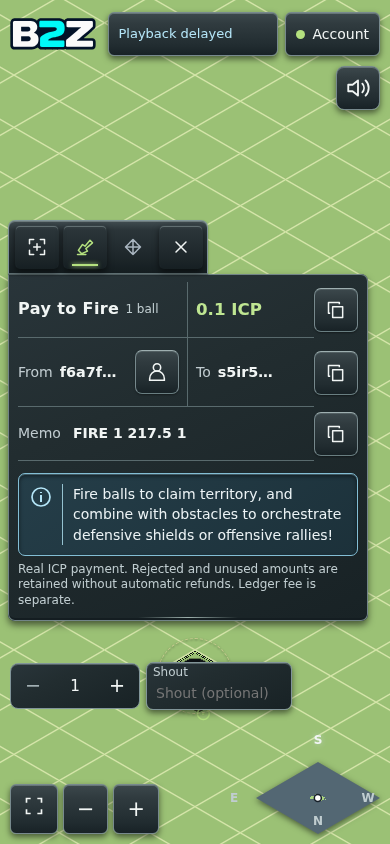 B2Z
Playback delayed
Account
Pay to Fire 1 ball
0.1 ICP
From f6a7f...
To s5ir5...
Memo FIRE 1 217.5 1
Fire balls to claim territory, and
combine with obstacles to orchestrate
defensive shields or offensive rallies!
Real ICP payment. Rejected and unused amounts are
retained without automatic refunds. Ledger fee is
separate.
− 1 +
Shout
Shout (optional)
S
E
W
N
− +